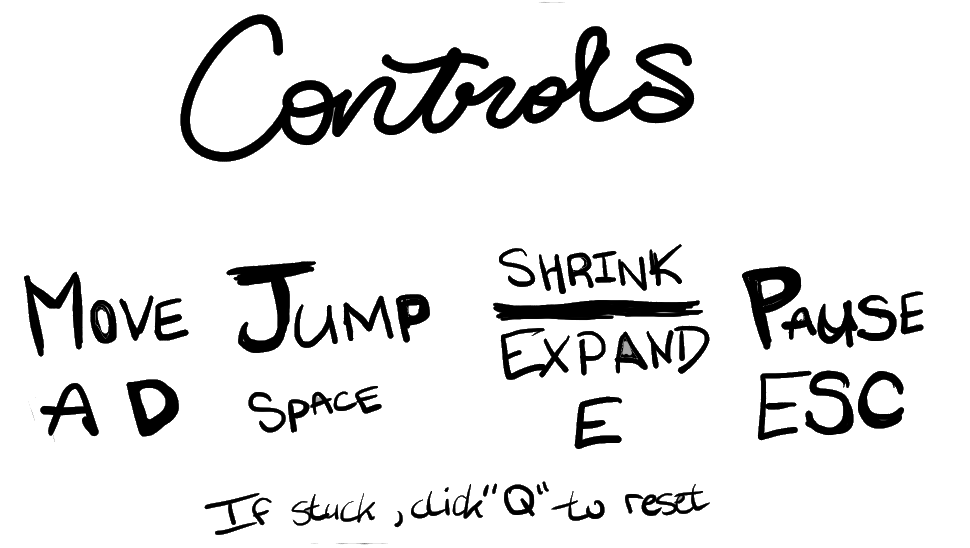 Controls
MOVE JUMP SHRINK PAUSE
EXPAND
A D SPACE E ESC
If stuck, click "Q" to reset